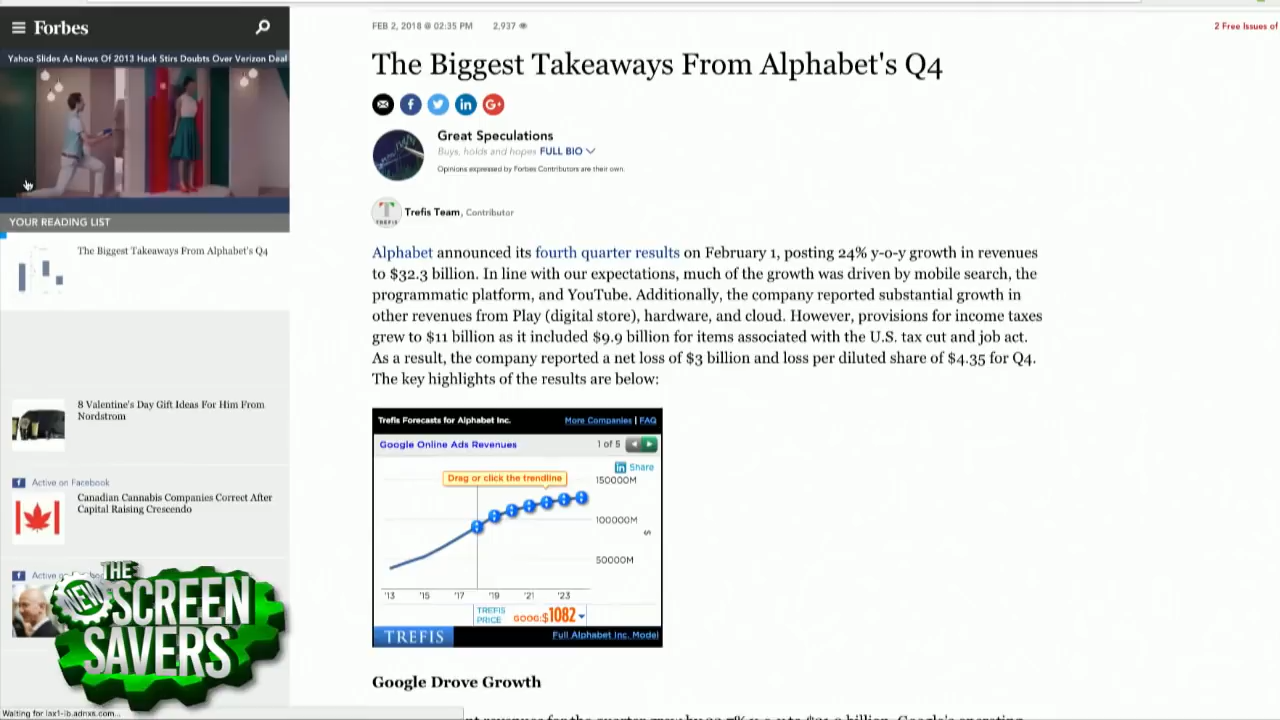 Forbes
Yahoo Slides As News Of 2013 Hack Stirs Doubts Over Verizon Deal
YOUR READING LIST
The Biggest Takeaways From Alphabet's Q4
8 Valentine's Day Gift Ideas For Him From
Nordstrom
Active on Facebook
Canadian Cannabis Companies Correct After
Capital Raising Crescendo
Active
THE
NEW
SCREEN
SAVERS
Waiting for lax1-ib.adnxs.com...
FEB 2, 2018 @ 02:35 PM 2,937
2 Free Issues of
The Biggest Takeaways From Alphabet's Q4
in
G+
Great Speculations
Buys, holds and hopes FULL BIO
Opinions expressed by Forbes Contributors are their own.
TREFIS
Trefis Team, Contributor
Alphabet announced its fourth quarter results on February 1, posting 24% y-o-y growth in revenues
to $32.3 billion. In line with our expectations, much of the growth was driven by mobile search, the
programmatic platform, and YouTube. Additionally, the company reported substantial growth in
other revenues from Play (digital store), hardware, and cloud. However, provisions for income taxes
grew to $11 billion as it included $9.9 billion for items associated with the U.S. tax cut and job act.
As a result, the company reported a net loss of $3 billion and loss per diluted share of $4.35 for Q4.
The key highlights of the results are below:
Trefis Forecasts for Alphabet Inc. More Companies | FAQ
Google Online Ads Revenues 1 of 5
in Share
Drag or click the trendline
150000M
100000M
$
50000M
'13 '15 '17 '19 '21 '23
TREFIS
PRICE GOOG:$1082
TREFIS Full Alphabet Inc. Model
Google Drove Growth